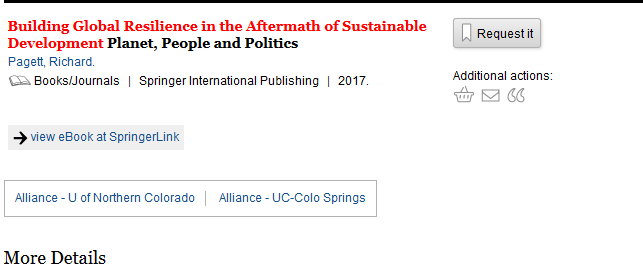 Building Global Resilience in the Aftermath of Sustainable
Development Planet, People and Politics
Pagett, Richard.
Books/Journals | Springer International Publishing | 2017.
Request it
Additional actions:
view eBook at SpringerLink
Alliance - U of Northern Colorado | Alliance - UC-Colo Springs
More Details